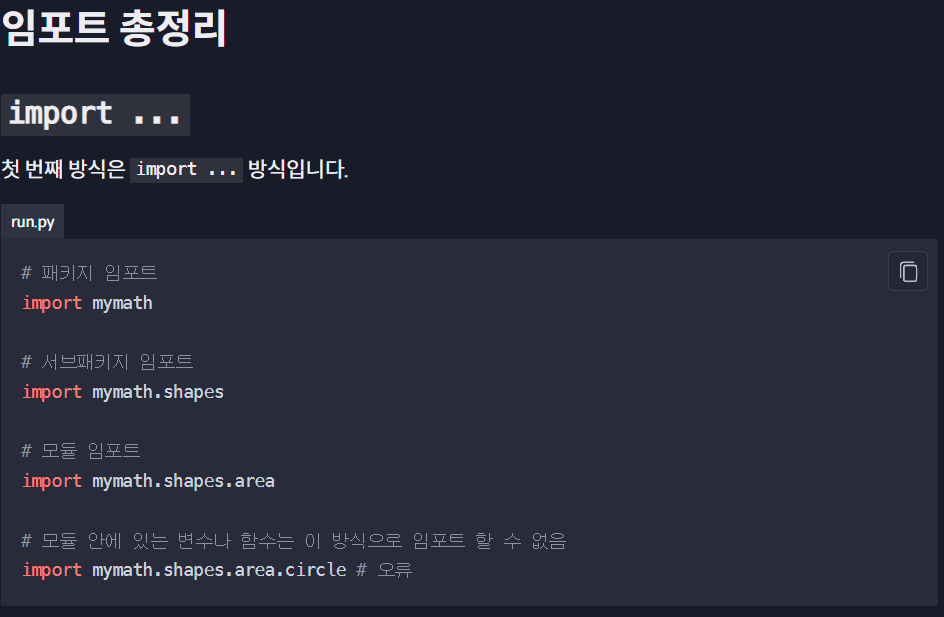 임포트 총정리
import ...
첫 번째 방식은 import ... 방식입니다.
run.py
# 패키지 임포트
import mymath
# 서브패키지 임포트
import mymath.shapes
# 모듈 임포트
import mymath.shapes.area
# 모듈 안에 있는 변수나 함수는 이 방식으로 임포트 할 수 없음
import mymath.shapes.area.circle # 오류